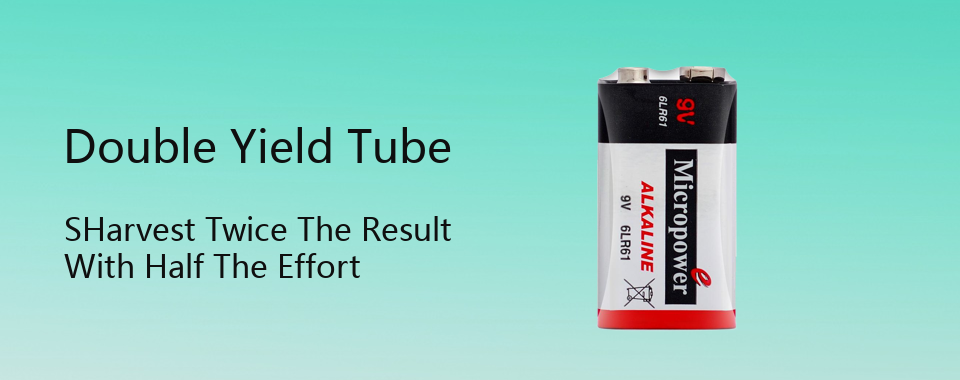 Double Yield Tube
SHarvest Twice The Result
With Half The Effort
9V
6LR61
Micropower
e
ALKALINE
9V 6LR61